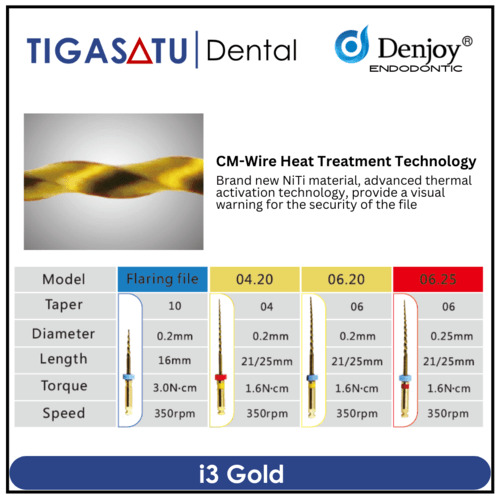 TIGASATU | Dental
Denjoy®
ENDODONTIC
CM-Wire Heat Treatment Technology
Brand new NiTi material, advanced thermal
activation technology, provide a visual
warning for the security of the file
Model Flaring file 04.20 06.20 06.25
Taper 10 04 06 06
Diameter 0.2mm 0.2mm 0.2mm 0.25mm
Length 16mm 21/25mm 21/25mm 21/25mm
Torque 3.0N·cm 1.6N·cm 1.6N·cm 1.6N·cm
Speed 350rpm 350rpm 350rpm 350rpm
i3 Gold